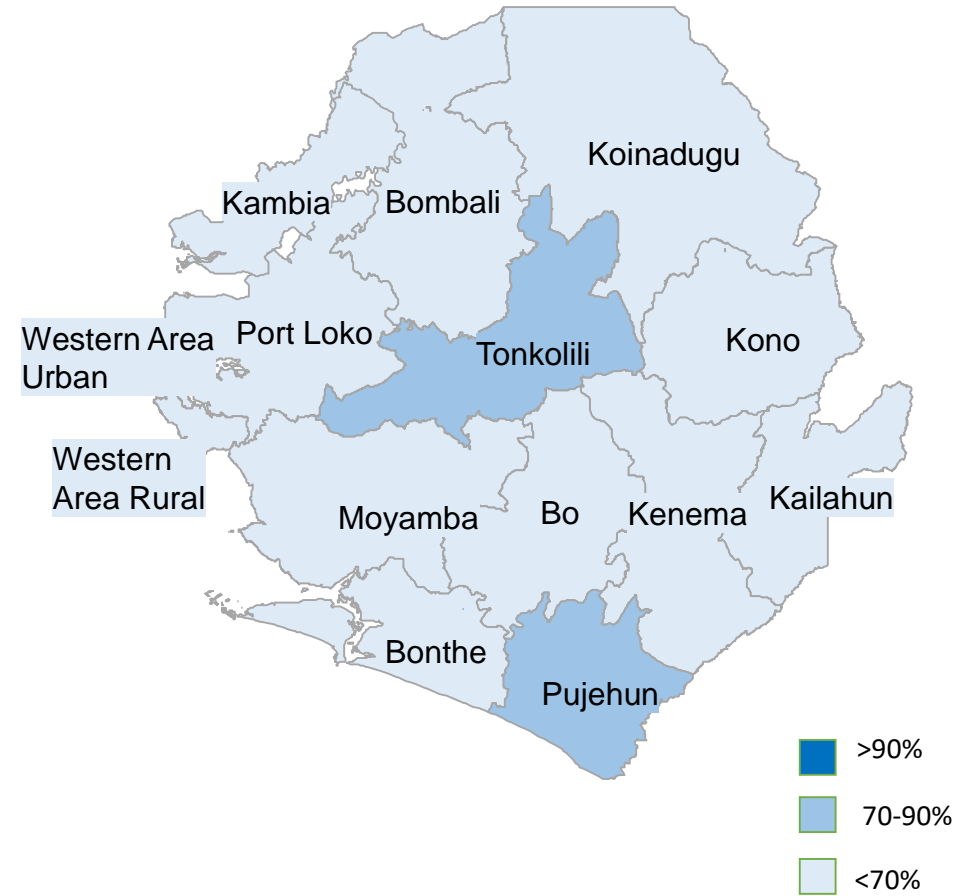 Koinadugu
Kambia
Bombali
Western Area
Urban
Port Loko
Tonkolili
Kono
Western
Area Rural
Moyamba
Bo
Kenema
Kailahun
Bonthe
Pujehun
>90%
70-90%
<70%